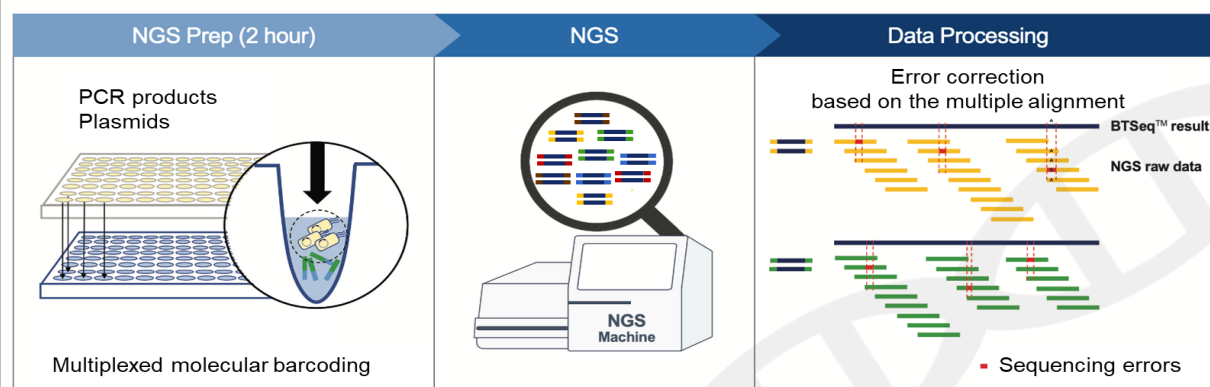 NGS Prep (2 hour)
NGS
Data Processing
PCR products
Plasmids
Multiplexed molecular barcoding
NGS
Machine
Error correction
based on the multiple alignment
BTSeq™ result
NGS raw data
Sequencing errors